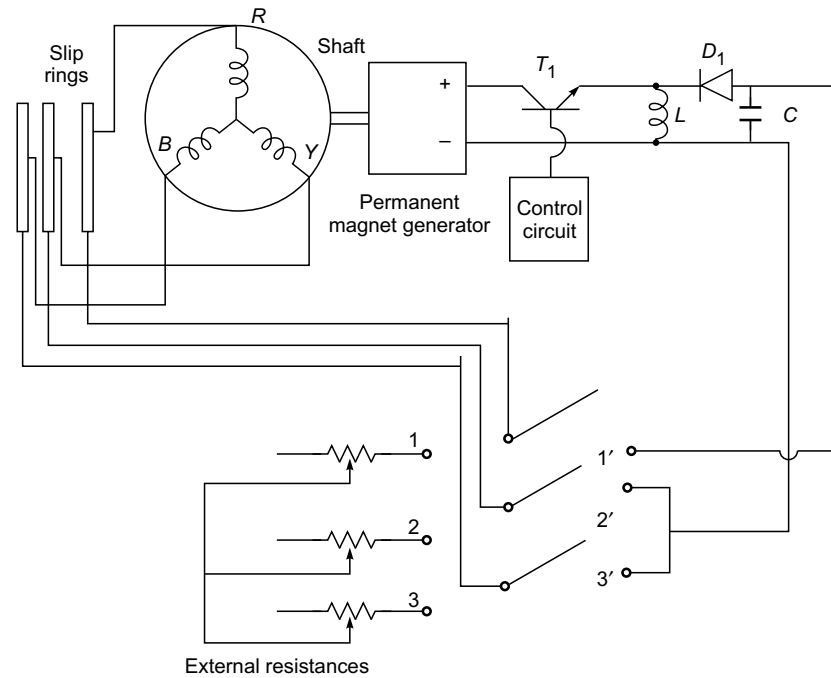 R
Slip
rings
Shaft
B
Y
+
−
Permanent
magnet generator
T1
D1
L
C
Control
circuit
1
2
3
1′
2′
3′
External resistances